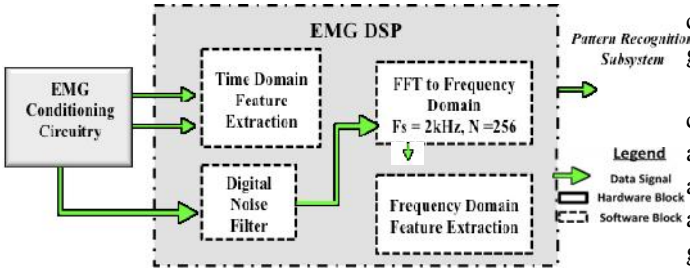 EMG DSP
EMG
Conditioning
Circuitry
Time Domain
Feature
Extraction
Digital
Noise
Filter
FFT to Frequency
Domain
Fs = 2kHz, N =256
Frequency Domain
Feature Extraction
Pattern Recognition
Subsystem
Legend
Data Signal
Hardware Block
Software Block